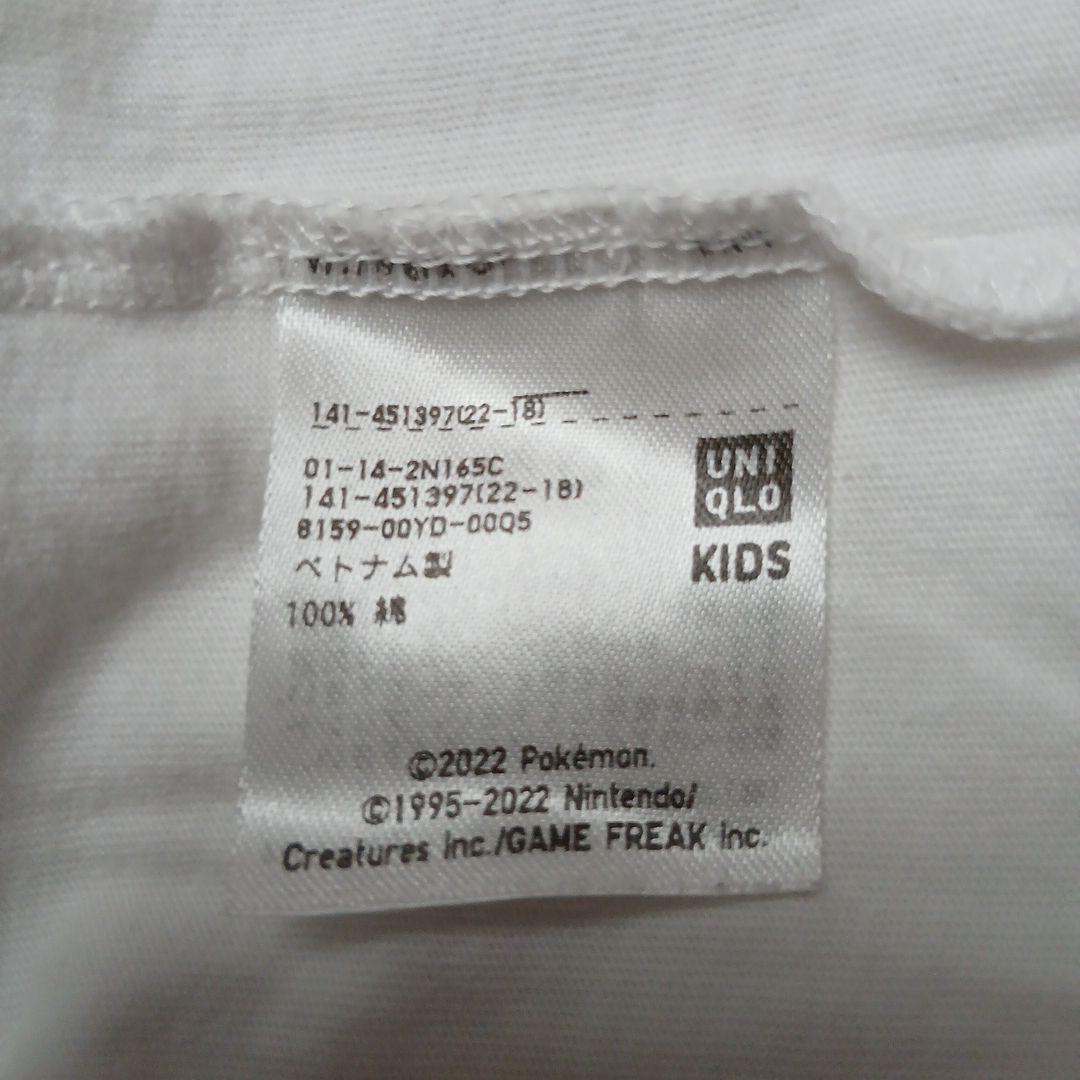 141-451397(22-18)
01-14-2N165C
141-451397(22-18)
8159-00YD-00Q5
ベトナム製
100% 綿
UNI
QLO
KIDS
©2022 Pokémon.
©1995-2022 Nintendo/
Creatures Inc./GAME FREAK inc.